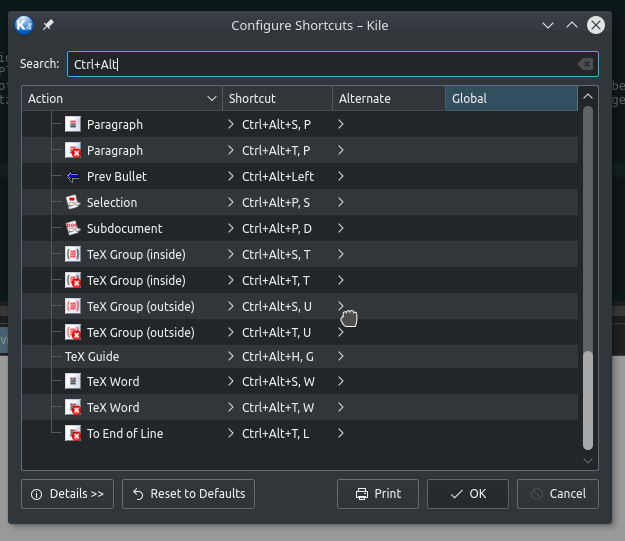 Configure Shortcuts – Kile
Search: Ctrl+Alt
Action Shortcut Alternate Global
Paragraph Ctrl+Alt+S, P
Paragraph Ctrl+Alt+T, P
Prev Bullet Ctrl+Alt+Left
Selection Ctrl+Alt+P, S
Subdocument Ctrl+Alt+P, D
TeX Group (inside) Ctrl+Alt+S, T
TeX Group (inside) Ctrl+Alt+T, T
TeX Group (outside) Ctrl+Alt+S, U
TeX Group (outside) Ctrl+Alt+T, U
TeX Guide Ctrl+Alt+H, G
TeX Word Ctrl+Alt+S, W
TeX Word Ctrl+Alt+T, W
To End of Line Ctrl+Alt+T, L
Details >> Reset to Defaults Print OK Cancel